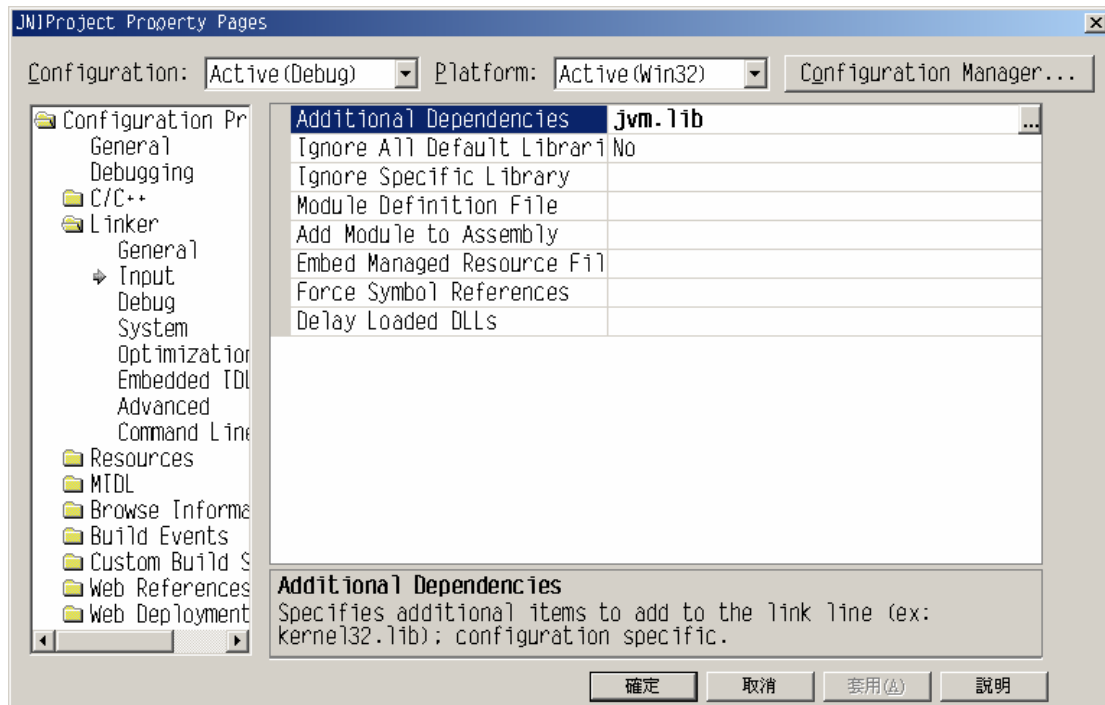 JNIProject Property Pages
Configuration: Active(Debug) Platform: Active(Win32) Configuration Manager...
Configuration Pr
General
Debugging
C/C++
Linker
General
Input
Debug
System
Optimization
Embedded IDL
Advanced
Command Line
Resources
MIDL
Browse Informa
Build Events
Custom Build S
Web References
Web Deployment
Additional Dependencies jvm.lib ...
Ignore All Default Librari No
Ignore Specific Library
Module Definition File
Add Module to Assembly
Embed Managed Resource Fil
Force Symbol References
Delay Loaded DLLs
Additional Dependencies
Specifies additional items to add to the link line (ex:
kernel32.lib); configuration specific.
確定 取消 套用(A) 說明